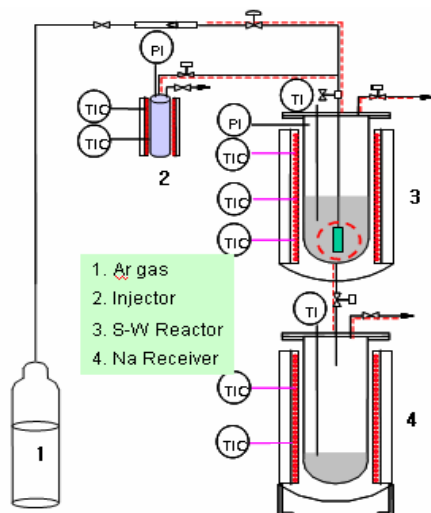 PI
TIC
TIC
2
TI
PI
TIC
TIC
TIC
3
1. Ar gas
2. Injector
3. S-W Reactor
4. Na Receiver
TI
TIC
TIC
4
1